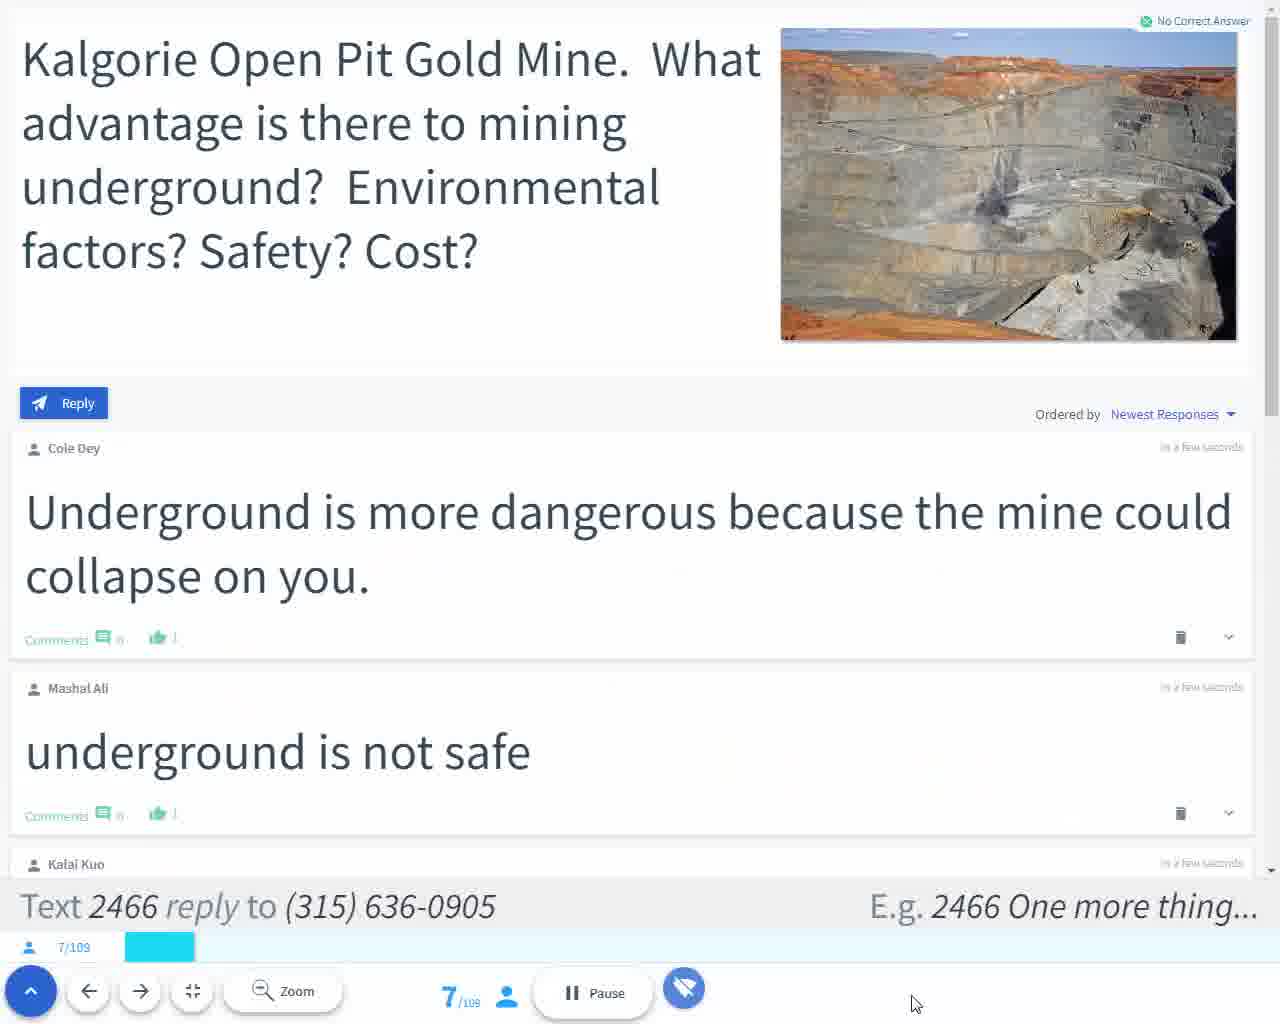 No Correct Answer
Kalgorie Open Pit Gold Mine.  What
advantage is there to mining
underground?  Environmental
factors? Safety? Cost?
Reply
Ordered by Newest Responses
Cole Dey
in a few seconds
Underground is more dangerous because the mine could
collapse on you.
Comments 0 1
Mashal Ali
in a few seconds
underground is not safe
Comments 0 1
Kalai Kuo
in a few seconds
Text 2466 reply to (315) 636-0905
E.g. 2466 One more thing...
7/109
Zoom
7/109
Pause